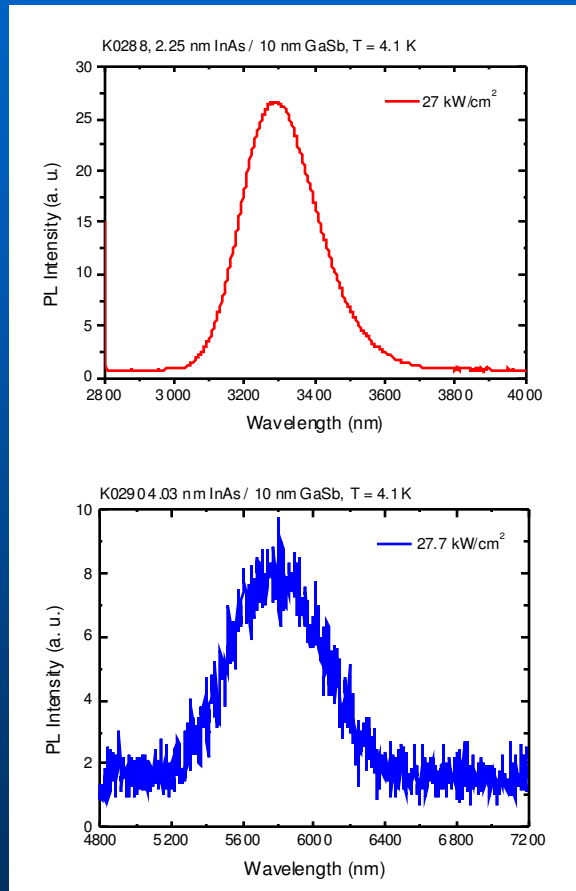 K0288, 2.25 nm InAs / 10 nm GaSb, T = 4.1 K
30
25
20
15
10
5
0
PL Intensity (a. u.)
27 kW/cm²
2800 3000 3200 3400 3600 3800 4000
Wavelength (nm)
K0290 4.03 nm InAs / 10 nm GaSb, T = 4.1 K
10
8
6
4
2
0
PL Intensity (a. u.)
27.7 kW/cm²
4800 5200 5600 6000 6400 6800 7200
Wavelength (nm)